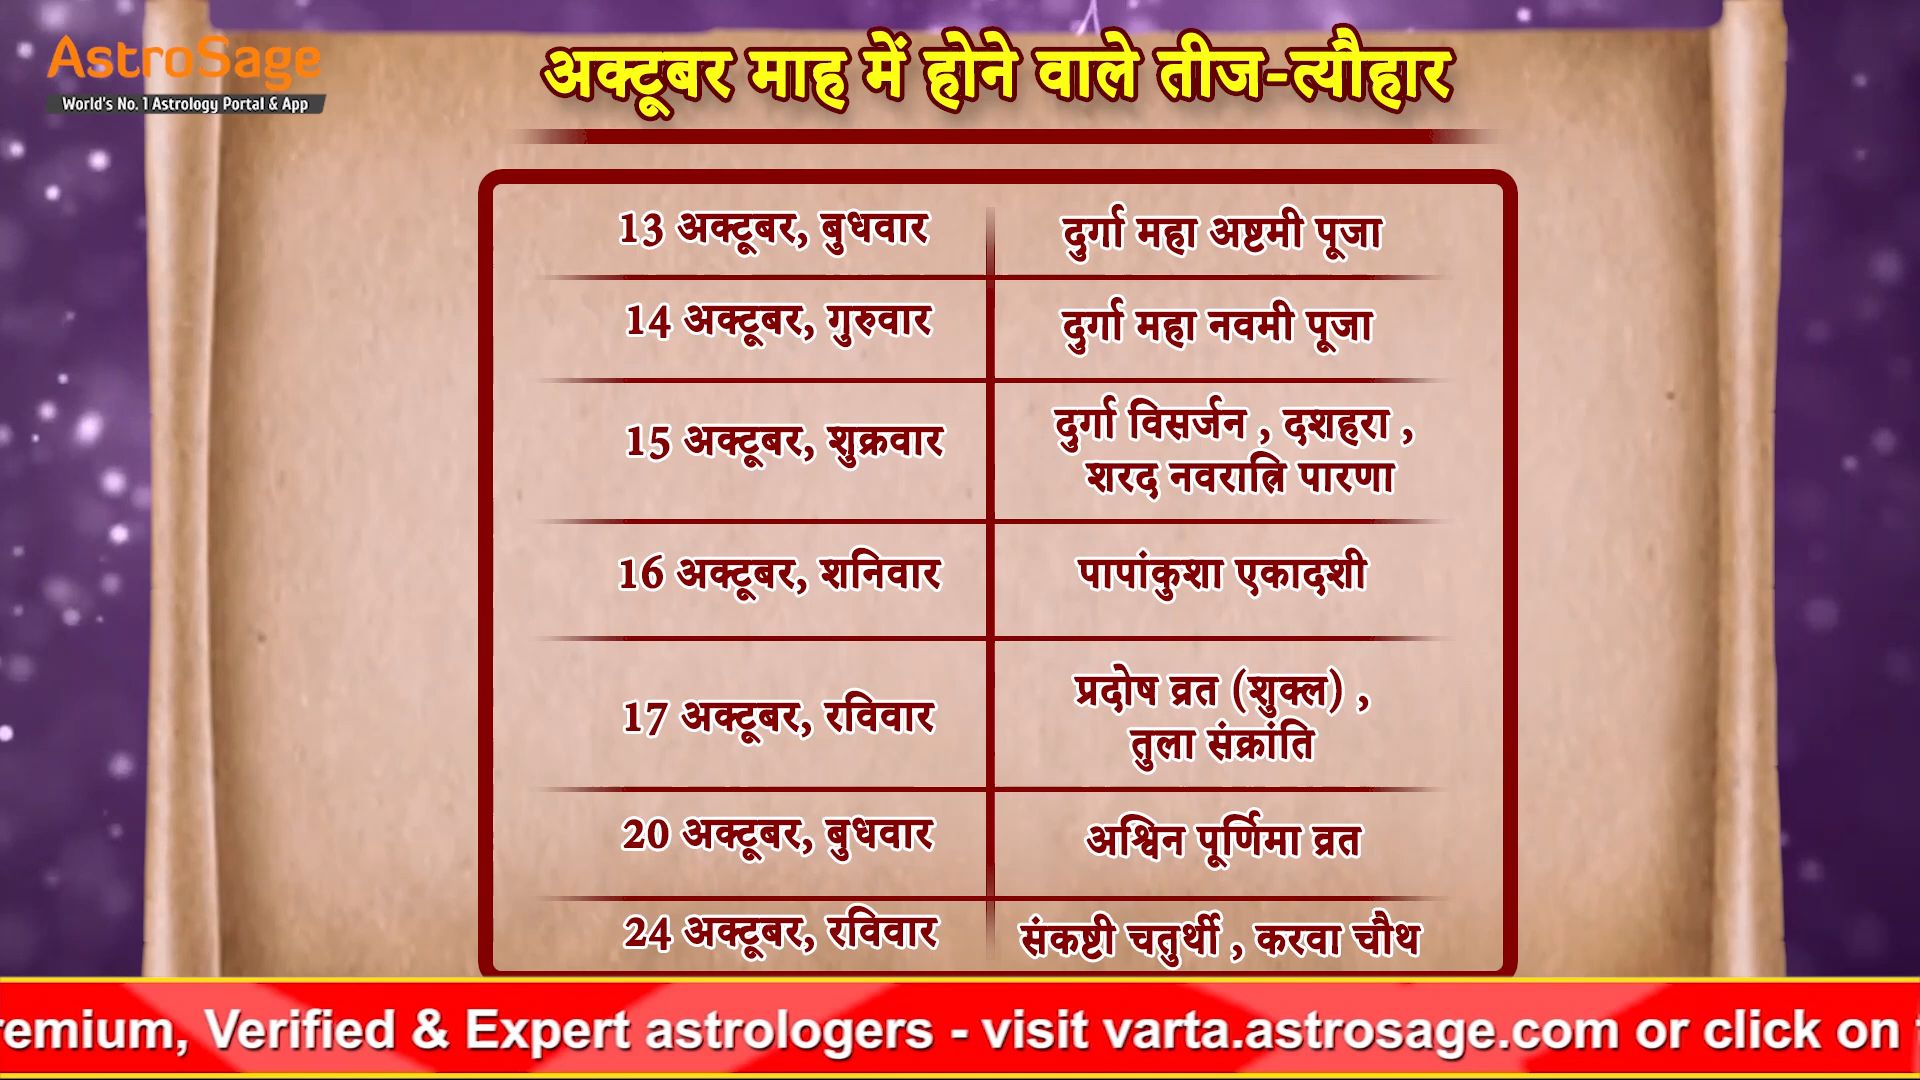 AstroSage
World's No. 1 Astrology Portal & App
अक्टूबर माह में होने वाले तीज-त्यौहार
13 अक्टूबर, बुधवार
दुर्गा महा अष्टमी पूजा
14 अक्टूबर, गुरुवार
दुर्गा महा नवमी पूजा
15 अक्टूबर, शुक्रवार
दुर्गा विसर्जन , दशहरा ,
शरद नवरात्रि पारणा
16 अक्टूबर, शनिवार
पापांकुशा एकादशी
17 अक्टूबर, रविवार
प्रदोष व्रत (शुक्ल) ,
तुला संक्रांति
20 अक्टूबर, बुधवार
अश्विन पूर्णिमा व्रत
24 अक्टूबर, रविवार
संकष्टी चतुर्थी , करवा चौथ
remium, Verified & Expert astrologers - visit varta.astrosage.com or click on